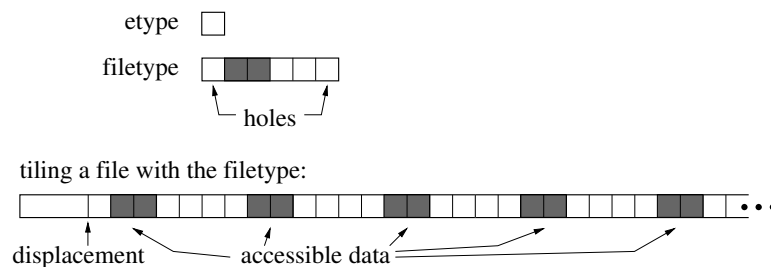 etype
filetype
holes
tiling a file with the filetype:
displacement
accessible data